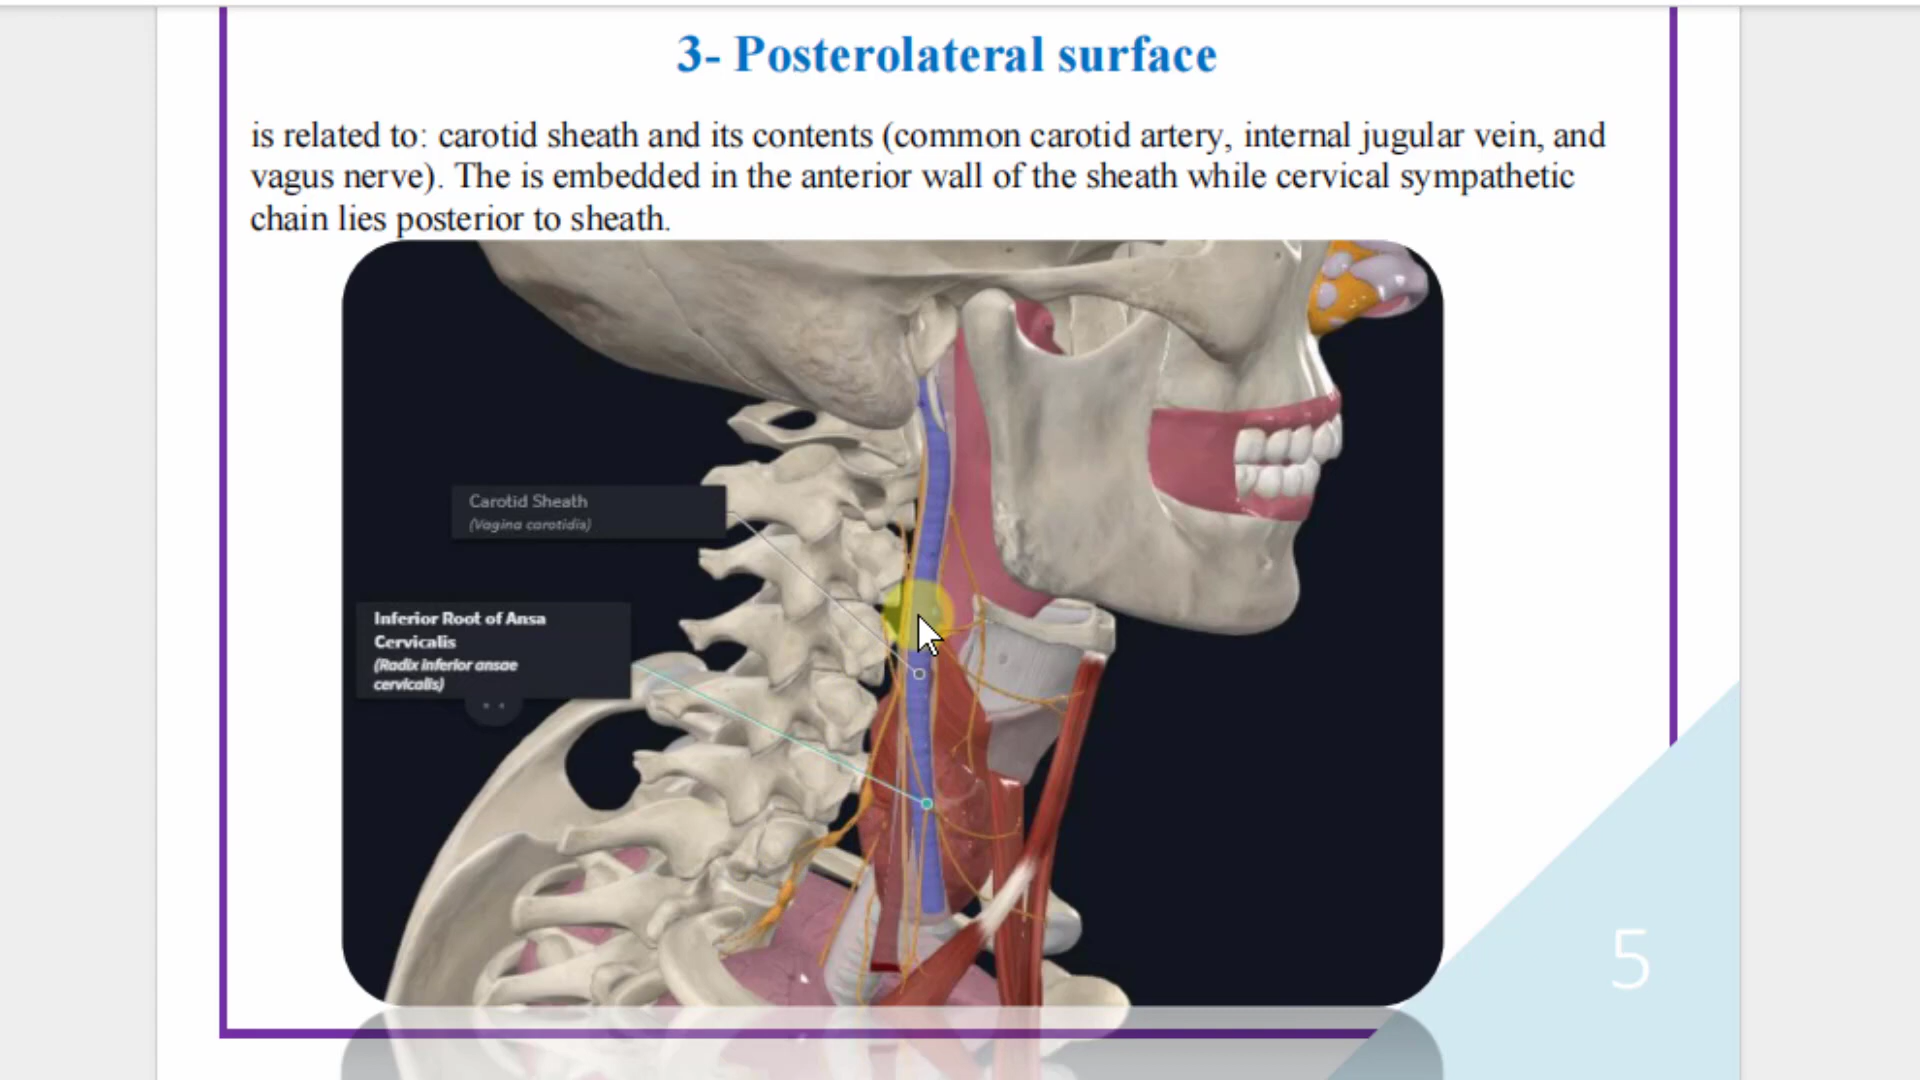 3- Posterolateral surface
is related to: carotid sheath and its contents (common carotid artery, internal jugular vein, and
vagus nerve). The is embedded in the anterior wall of the sheath while cervical sympathetic
chain lies posterior to sheath.
Carotid Sheath
(Vagina carotidis)
Inferior Root of Ansa
Cervicalis
(Radix inferior ansae
cervicalis)
5